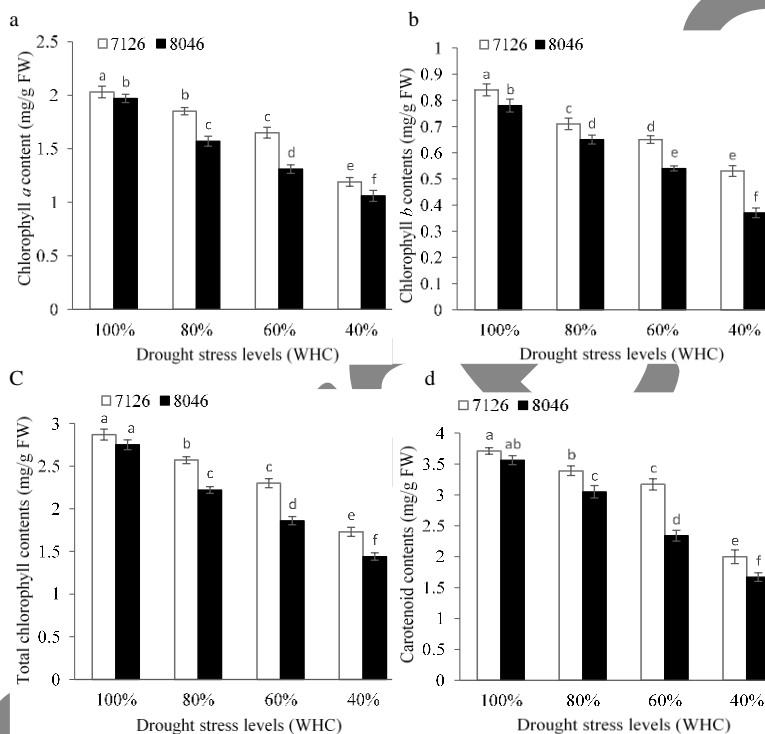 a
7126 8046
Chlorophyll a content (mg/g FW)
2.5
2
1.5
1
0.5
0
a b
b c
c d
e f
100% 80% 60% 40%
Drought stress levels (WHC)
b
7126 8046
Chlorophyll b contents (mg/g FW)
1
0.9
0.8
0.7
0.6
0.5
0.4
0.3
0.2
0.1
0
a b
c d
d e
e f
100% 80% 60% 40%
Drought stress levels (WHC)
C
7126 8046
Total chlorophyll contents (mg/g FW)
3
2.5
2
1.5
1
0.5
0
a a
b c
c d
e f
100% 80% 60% 40%
Drought stress levels (WHC)
d
7126 8046
Carotenoid contents (mg/g FW)
4
3.5
3
2.5
2
1.5
1
0.5
0
a ab
b c
c d
e f
100% 80% 60% 40%
Drought stress levels (WHC)